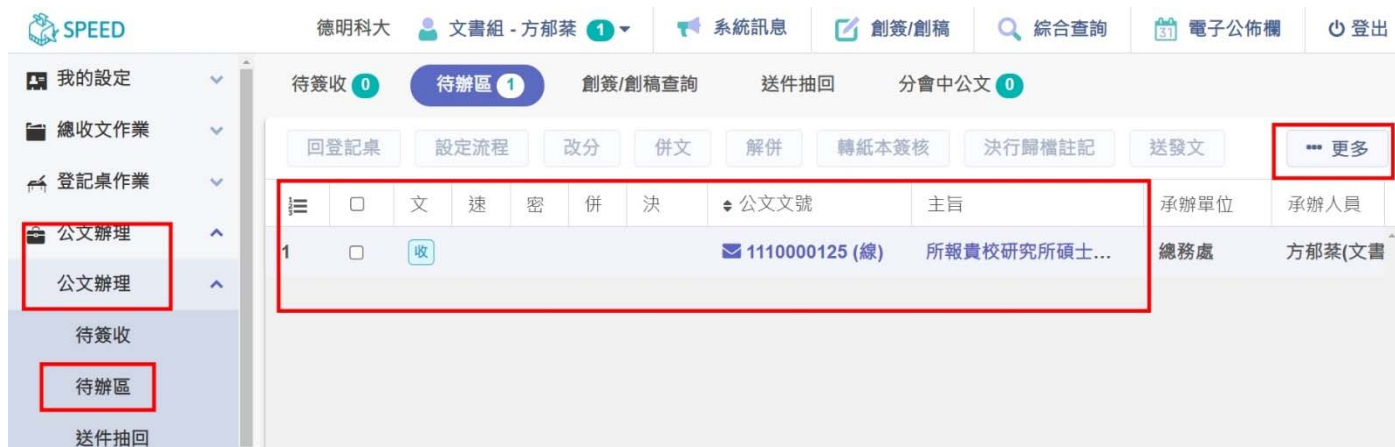 SPEED 德明科大 文書組 - 方郁棻 1 系統訊息 創簽/創稿 綜合查詢 31 電子公佈欄 登出
我的設定
總收文作業
登記桌作業
公文辦理
公文辦理
待簽收
待辦區
送件抽回
待簽收 0 待辦區 1 創簽/創稿查詢 送件抽回 分會中公文 0
回登記桌 設定流程 改分 併文 解併 轉紙本簽核 決行歸檔註記 送發文 ••• 更多
文 速 密 併 決 公文文號 主旨 承辦單位 承辦人員
1 收 1110000125 (線) 所報貴校研究所碩士... 總務處 方郁棻(文書